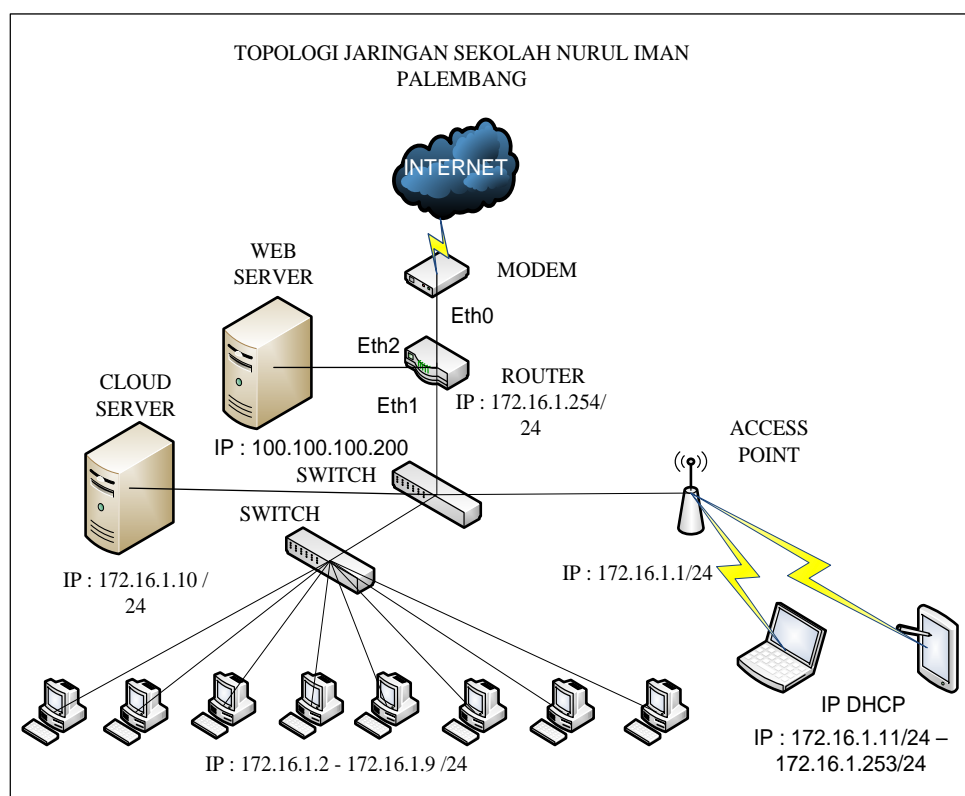 TOPOLOGI JARINGAN SEKOLAH NURUL IMAN
PALEMBANG
INTERNET
WEB
SERVER
MODEM
Eth0
Eth2
CLOUD
SERVER
Eth1
ROUTER
IP : 172.16.1.254/
24
IP : 100.100.100.200
ACCESS
POINT
SWITCH
SWITCH
IP : 172.16.1.10 /
24
IP : 172.16.1.1/24
IP DHCP
IP : 172.16.1.11/24 –
172.16.1.253/24
IP : 172.16.1.2 - 172.16.1.9 /24